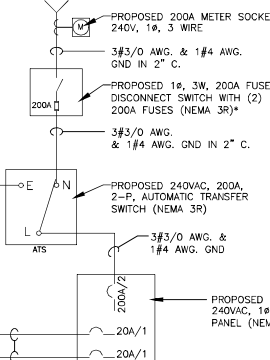 PROPOSED 200A METER SOCKE
240V, 1ø, 3 WIRE
M
3#3/0 AWG. & 1#4 AWG.
GND IN 2" C.
PROPOSED 1ø, 3W, 200A FUSE
DISCONNECT SWITCH WITH (2)
200A FUSES (NEMA 3R)*
200A
3#3/0 AWG.
& 1#4 AWG. GND IN 2" C.
E
N
PROPOSED 240VAC, 200A,
2-P, AUTOMATIC TRANSFER
SWITCH (NEMA 3R)
L
ATS
3#3/0 AWG. &
1#4 AWG. GND
200A/2
PROPOSED
240VAC, 1ø
PANEL (NEM
20A/1
20A/1